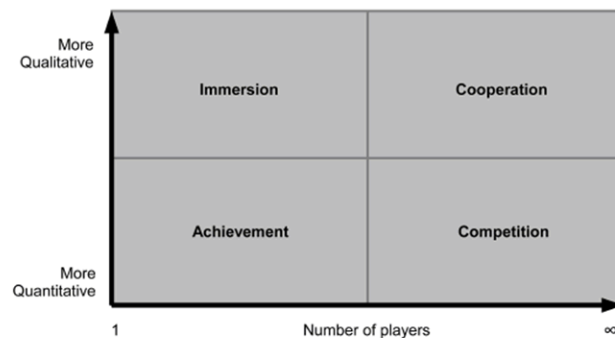 More
Qualitative
Immersion
Cooperation
Achievement
Competition
More
Quantitative
1
Number of players
∞